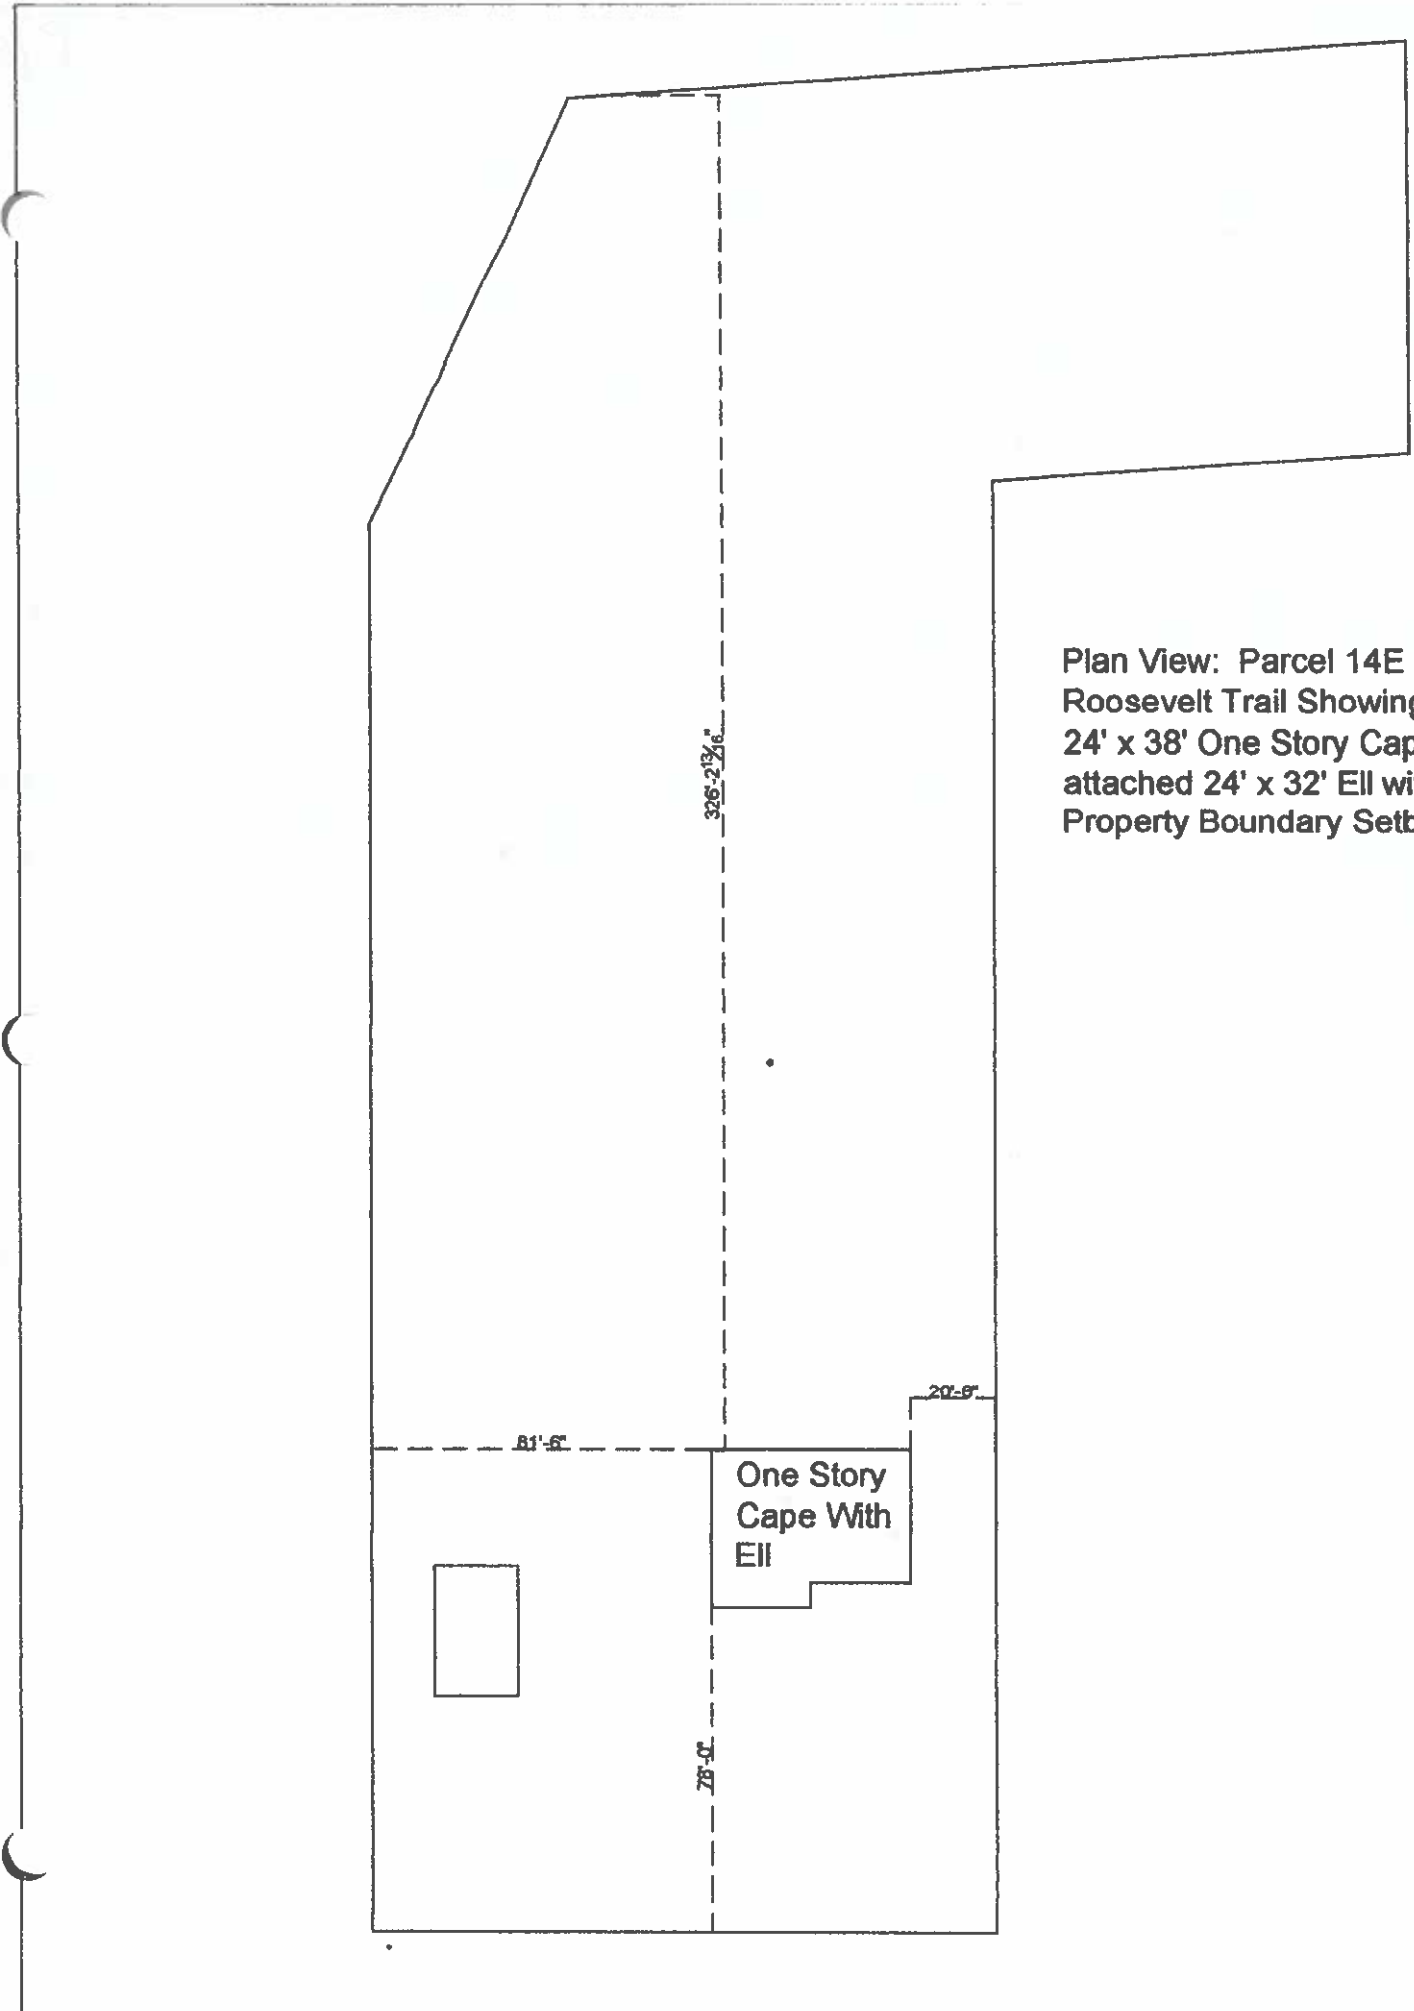 Plan View: Parcel 14E
Roosevelt Trail Showing
24' x 38' One Story Cap
attached 24' x 32' Ell wi
Property Boundary Setb
326'-2 13/16"
20'-9"
81'-6"
One Story
Cape With
Ell
78'-0"